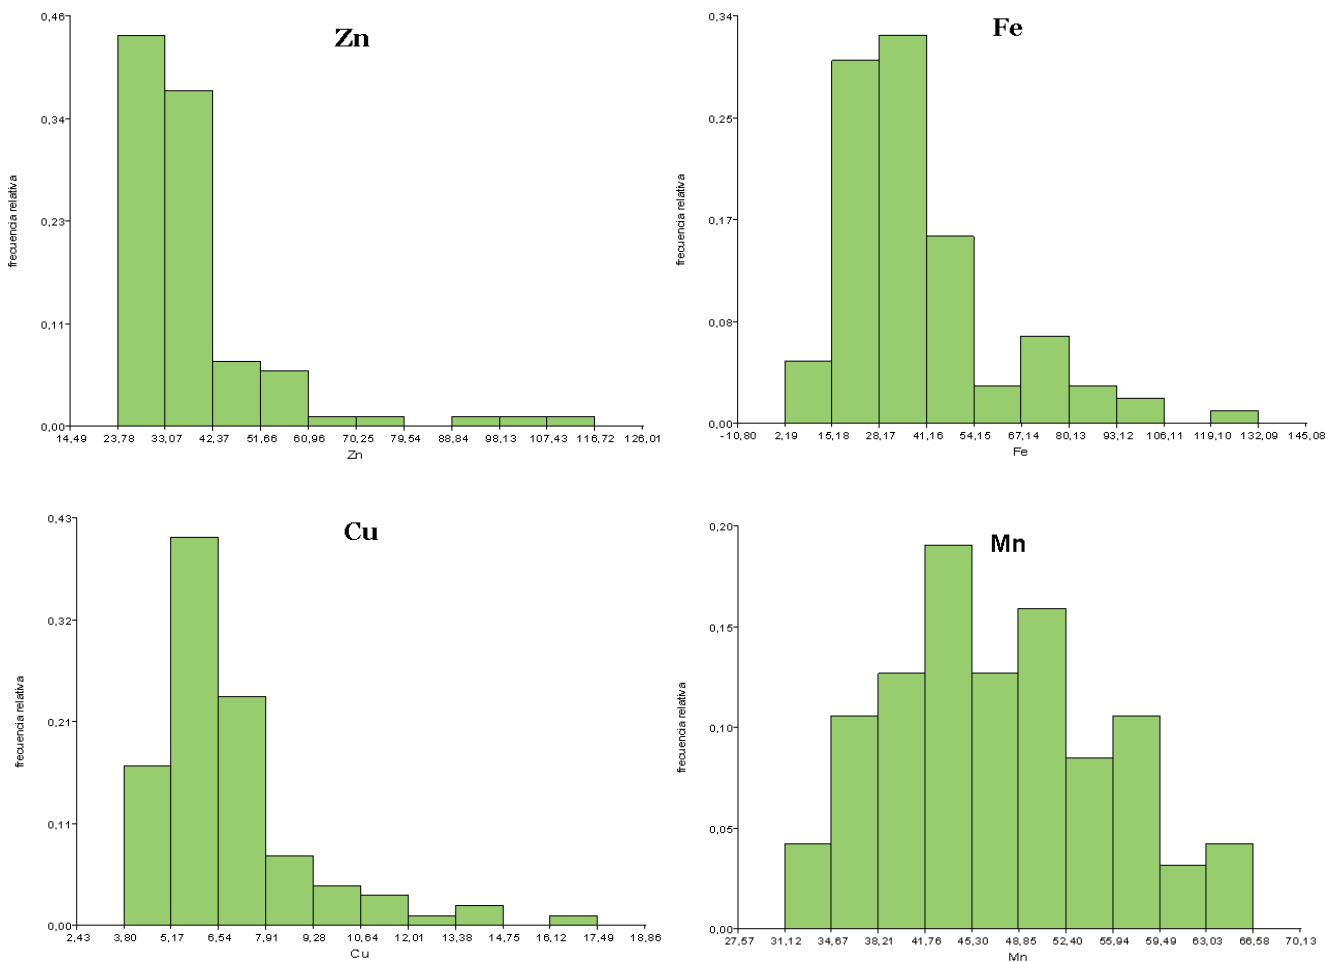 Zn
0,46
0,34
0,23
0,11
0,00
frecuencia relativa
14,49 23,78 33,07 42,37 51,66 60,96 70,25 79,54 88,84 98,13 107,43 116,72 126,01
Zn
Fe
0,34
0,25
0,17
0,08
0,00
frecuencia relativa
-10,80 2,19 15,18 28,17 41,16 54,15 67,14 80,13 93,12 106,11 119,10 132,09 145,08
Fe
Cu
0,43
0,32
0,21
0,11
0,00
frecuencia relativa
2,43 3,80 5,17 6,54 7,91 9,28 10,64 12,01 13,38 14,75 16,12 17,49 18,86
Cu
Mn
0,20
0,15
0,10
0,05
0,00
frecuencia relativa
27,57 31,12 34,67 38,21 41,76 45,30 48,85 52,40 55,94 59,49 63,03 66,58 70,13
Mn